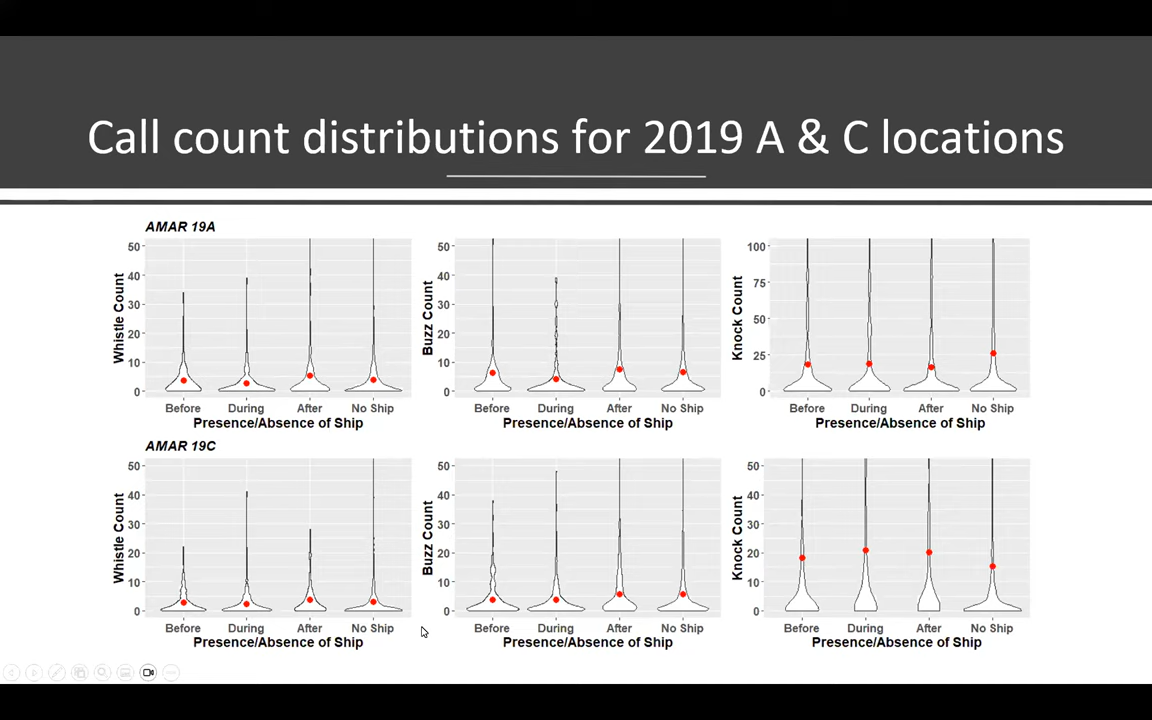 Call count distributions for 2019 A & C locations
AMAR 19A
Whistle Count
50
40
30
20
10
0
Before During After No Ship
Presence/Absence of Ship
Buzz Count
50
40
30
20
10
0
Before During After No Ship
Presence/Absence of Ship
Knock Count
100
75
50
25
0
Before During After No Ship
Presence/Absence of Ship
AMAR 19C
Whistle Count
50
40
30
20
10
0
Before During After No Ship
Presence/Absence of Ship
Buzz Count
50
40
30
20
10
0
Before During After No Ship
Presence/Absence of Ship
Knock Count
50
40
30
20
10
0
Before During After No Ship
Presence/Absence of Ship